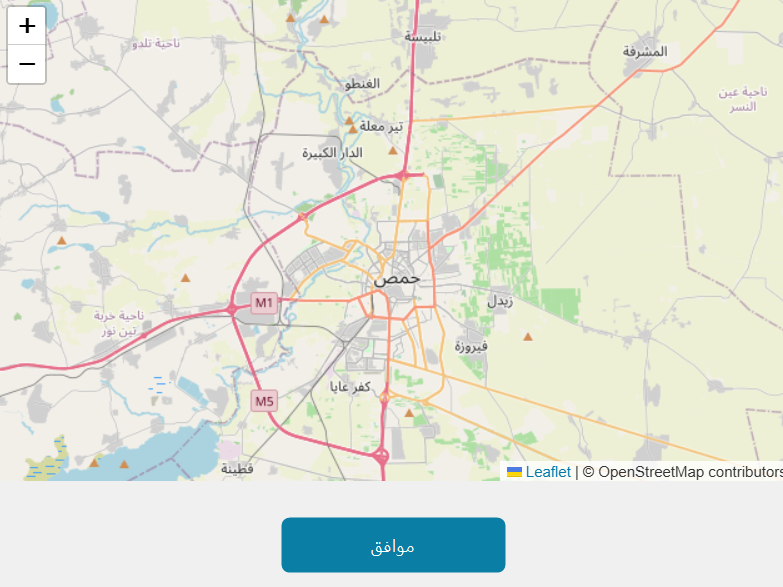 +
−
ناحية تلدو
تلبيسة
المشرفة
الغنطو
ناحية عين
النسر
تير معلة
الدار الكبيرة
حمص
زيدل
M1
ناحية خربة
تين نور
فيروزة
كفر عايا
M5
قطينة
Leaflet | © OpenStreetMap contributors
موافق